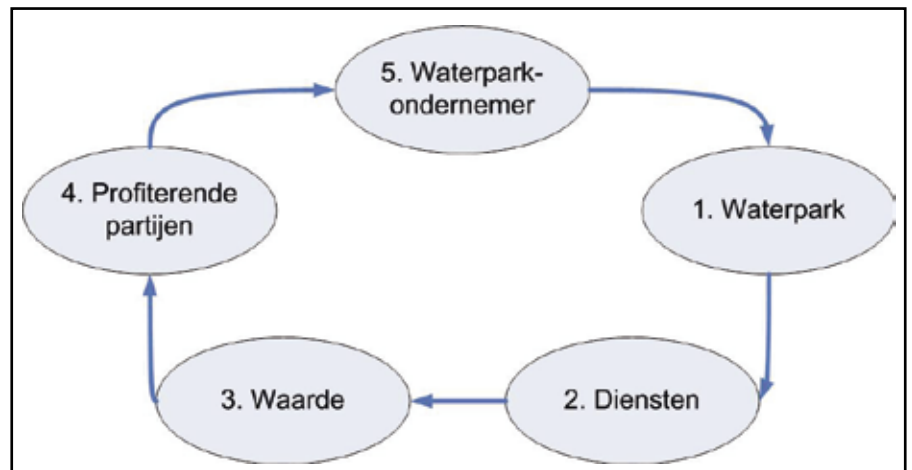 5. Waterpark-
ondernemer
4. Profiterende
partijen
1. Waterpark
3. Waarde
2. Diensten